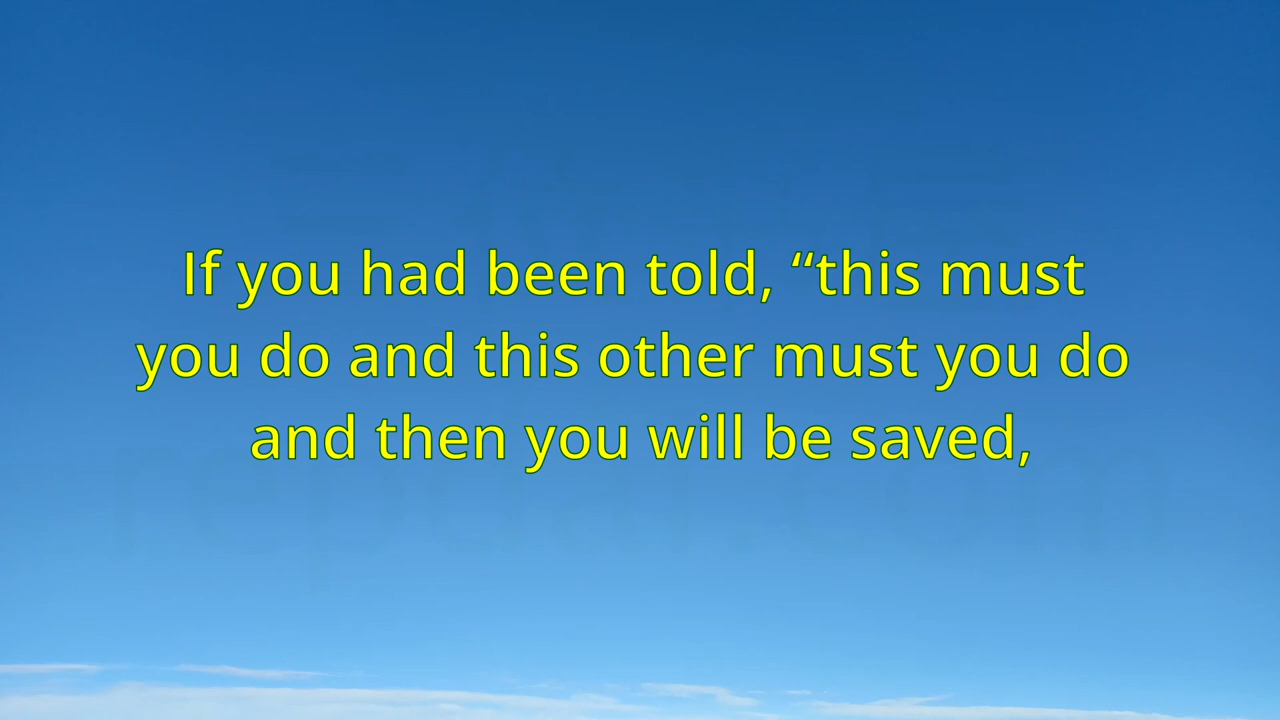 If you had been told, “this must
you do and this other must you do
and then you will be saved,